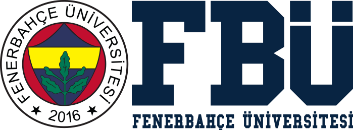 FENERBAHÇE ÜNİVERSİTESİ
★ 2016 ★
FBÜ
FENERBAHÇE ÜNİVERSİTESİ